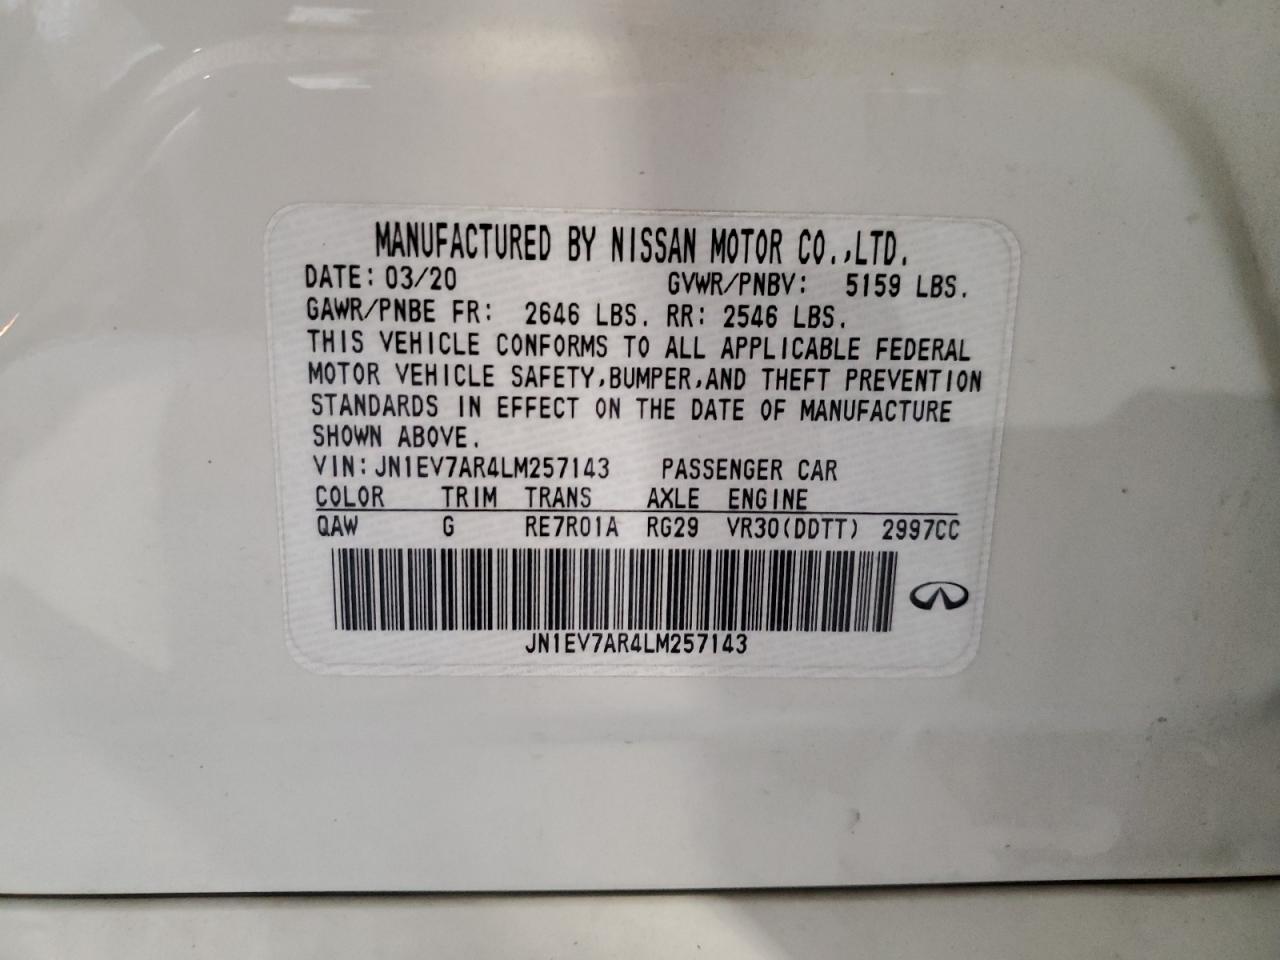 MANUFACTURED BY NISSAN MOTOR CO.,LTD.
DATE: 03/20 GVWR/PNBV: 5159 LBS.
GAWR/PNBE FR: 2646 LBS. RR: 2546 LBS.
THIS VEHICLE CONFORMS TO ALL APPLICABLE FEDERAL
MOTOR VEHICLE SAFETY,BUMPER,AND THEFT PREVENTION
STANDARDS IN EFFECT ON THE DATE OF MANUFACTURE
SHOWN ABOVE.
VIN: JN1EV7AR4LM257143 PASSENGER CAR
COLOR TRIM TRANS AXLE ENGINE
QAW G RE7R01A RG29 VR30(DDTT) 2997CC
JN1EV7AR4LM257143